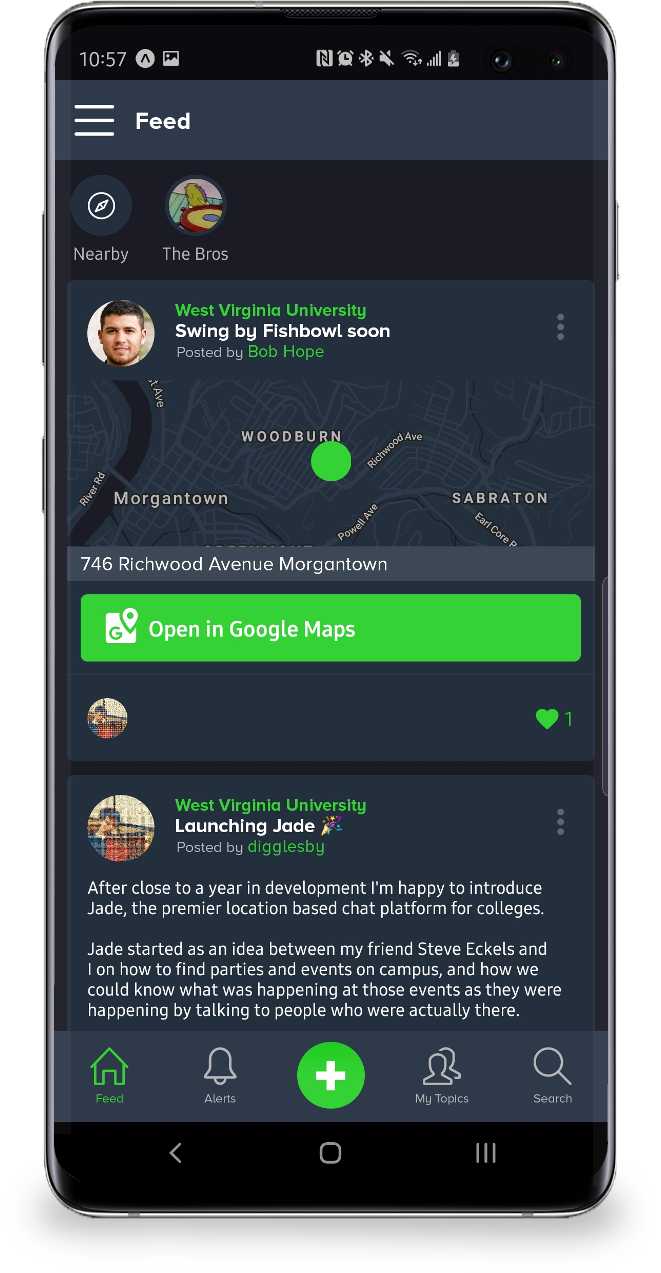 10:57
Feed
Nearby
The Bros
West Virginia University
Swing by Fishbowl soon
Posted by Bob Hope
WOODBURN
Richwood Ave
River Rd
Morgantown
SABRATON
Powell Ave
Earl Core R
746 Richwood Avenue Morgantown
G
Open in Google Maps
1
West Virginia University
Launching Jade 🎉
Posted by digglesby
After close to a year in development I'm happy to introduce
Jade, the premier location based chat platform for colleges.
Jade started as an idea between my friend Steve Eckels and
I on how to find parties and events on campus, and how we
could know what was happening at those events as they were
happening by talking to people who were actually there.
Feed
Alerts
My Topics
Search